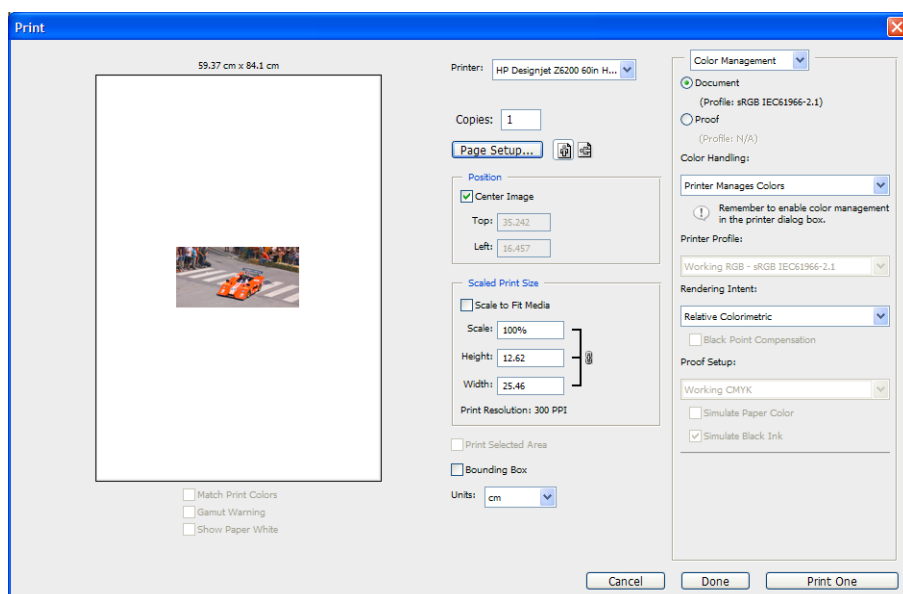 Print
59.37 cm x 84.1 cm
Match Print Colors
Gamut Warning
Show Paper White
Printer: HP Designjet Z6200 60in H...
Copies: 1
Page Setup...
Position
Center Image
Top: 35.242
Left: 16.457
Scaled Print Size
Scale to Fit Media
Scale: 100%
Height: 12.62
Width: 25.46
Print Resolution: 300 PPI
Print Selected Area
Bounding Box
Units: cm
Color Management
Document
(Profile: sRGB IEC61966-2.1)
Proof
(Profile: N/A)
Color Handling:
Printer Manages Colors
Remember to enable color management
in the printer dialog box.
Printer Profile:
Working RGB - sRGB IEC61966-2.1
Rendering Intent:
Relative Colorimetric
Black Point Compensation
Proof Setup:
Working CMYK
Simulate Paper Color
Simulate Black Ink
Cancel
Done
Print One